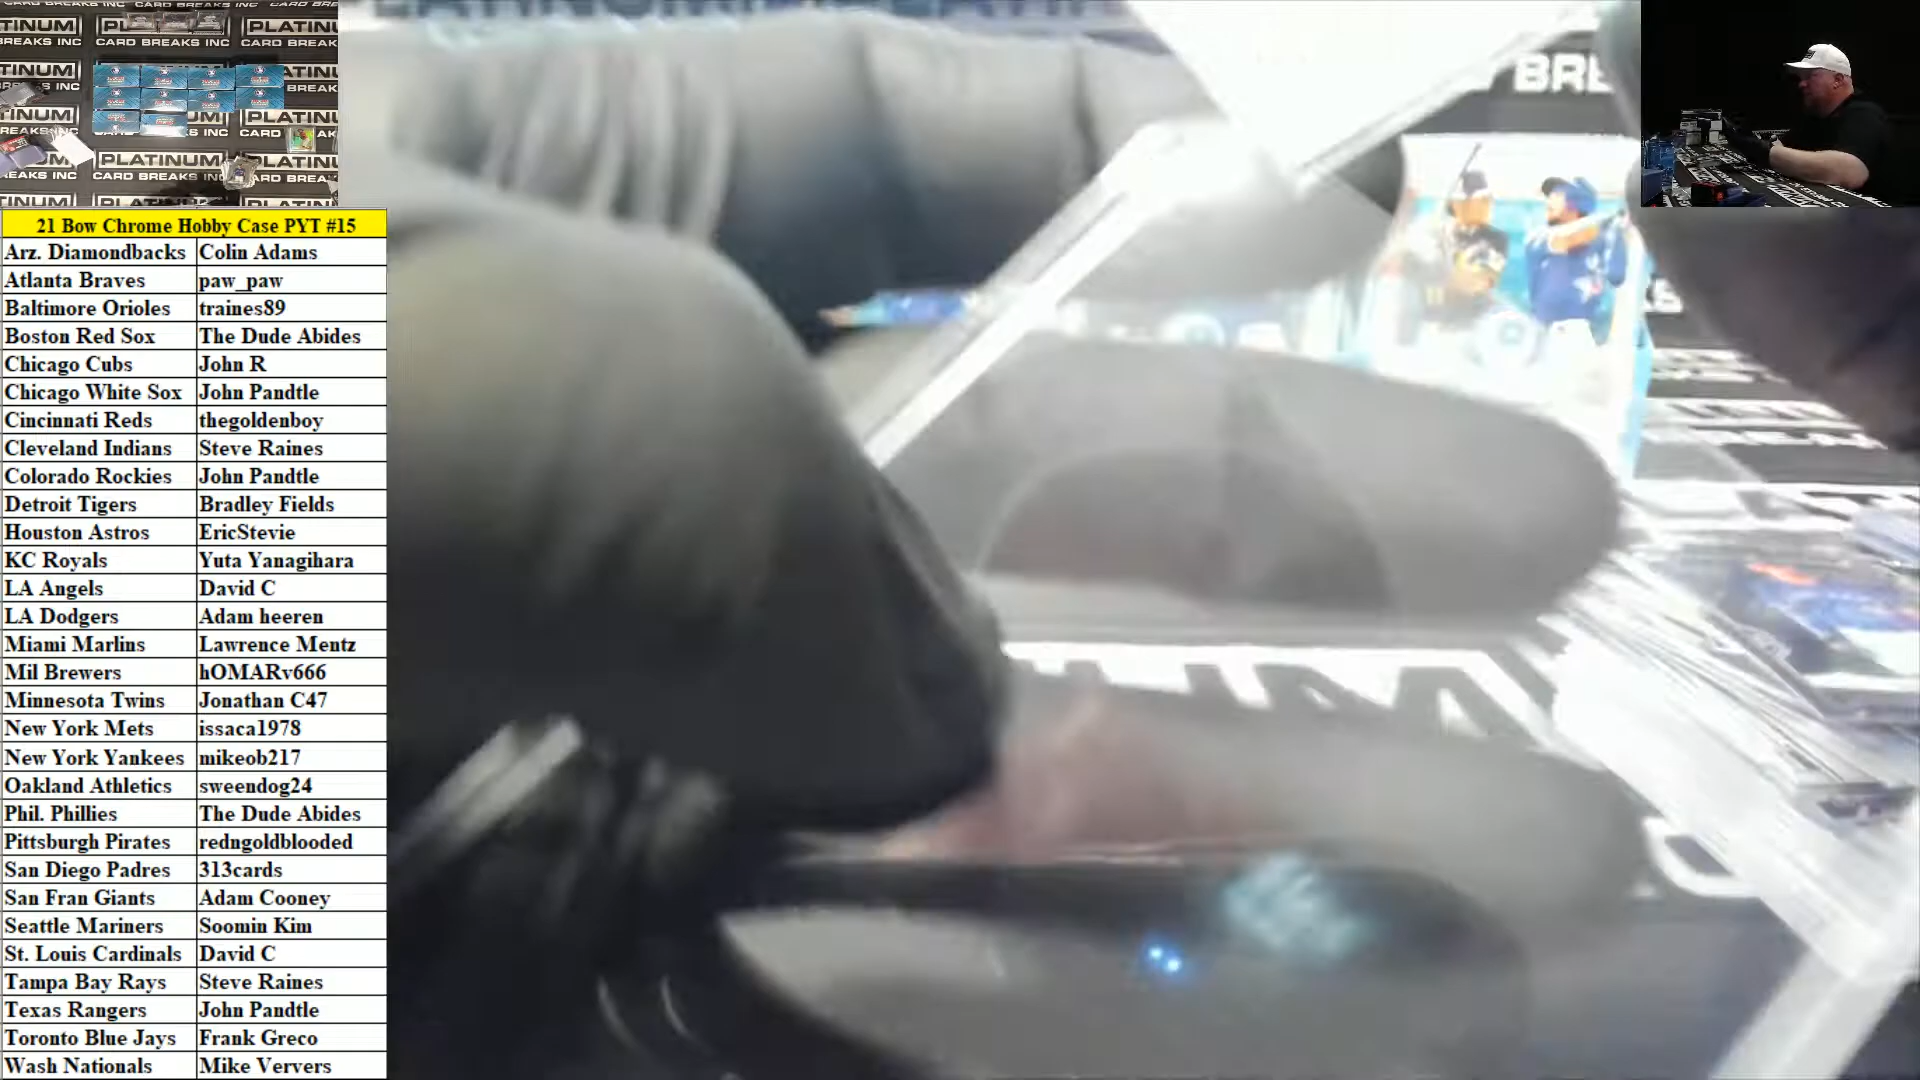 TINUM PLATINUM PLATINU
BREAKS INC CARD BREAKS INC CARD BREAK
21 Bow Chrome Hobby Case PYT #15
Arz. Diamondbacks Colin Adams
Atlanta Braves paw_paw
Baltimore Orioles traines89
Boston Red Sox The Dude Abides
Chicago Cubs John R
Chicago White Sox John Pandtle
Cincinnati Reds thegoldenboy
Cleveland Indians Steve Raines
Colorado Rockies John Pandtle
Detroit Tigers Bradley Fields
Houston Astros EricStevie
KC Royals Yuta Yanagihara
LA Angels David C
LA Dodgers Adam heeren
Miami Marlins Lawrence Mentz
Mil Brewers hOMARv666
Minnesota Twins Jonathan C47
New York Mets issaca1978
New York Yankees mikeob217
Oakland Athletics sweendog24
Phil. Phillies The Dude Abides
Pittsburgh Pirates redngoldblooded
San Diego Padres 313cards
San Fran Giants Adam Cooney
Seattle Mariners Soomin Kim
St. Louis Cardinals David C
Tampa Bay Rays Steve Raines
Texas Rangers John Pandtle
Toronto Blue Jays Frank Greco
Wash Nationals Mike Ververs